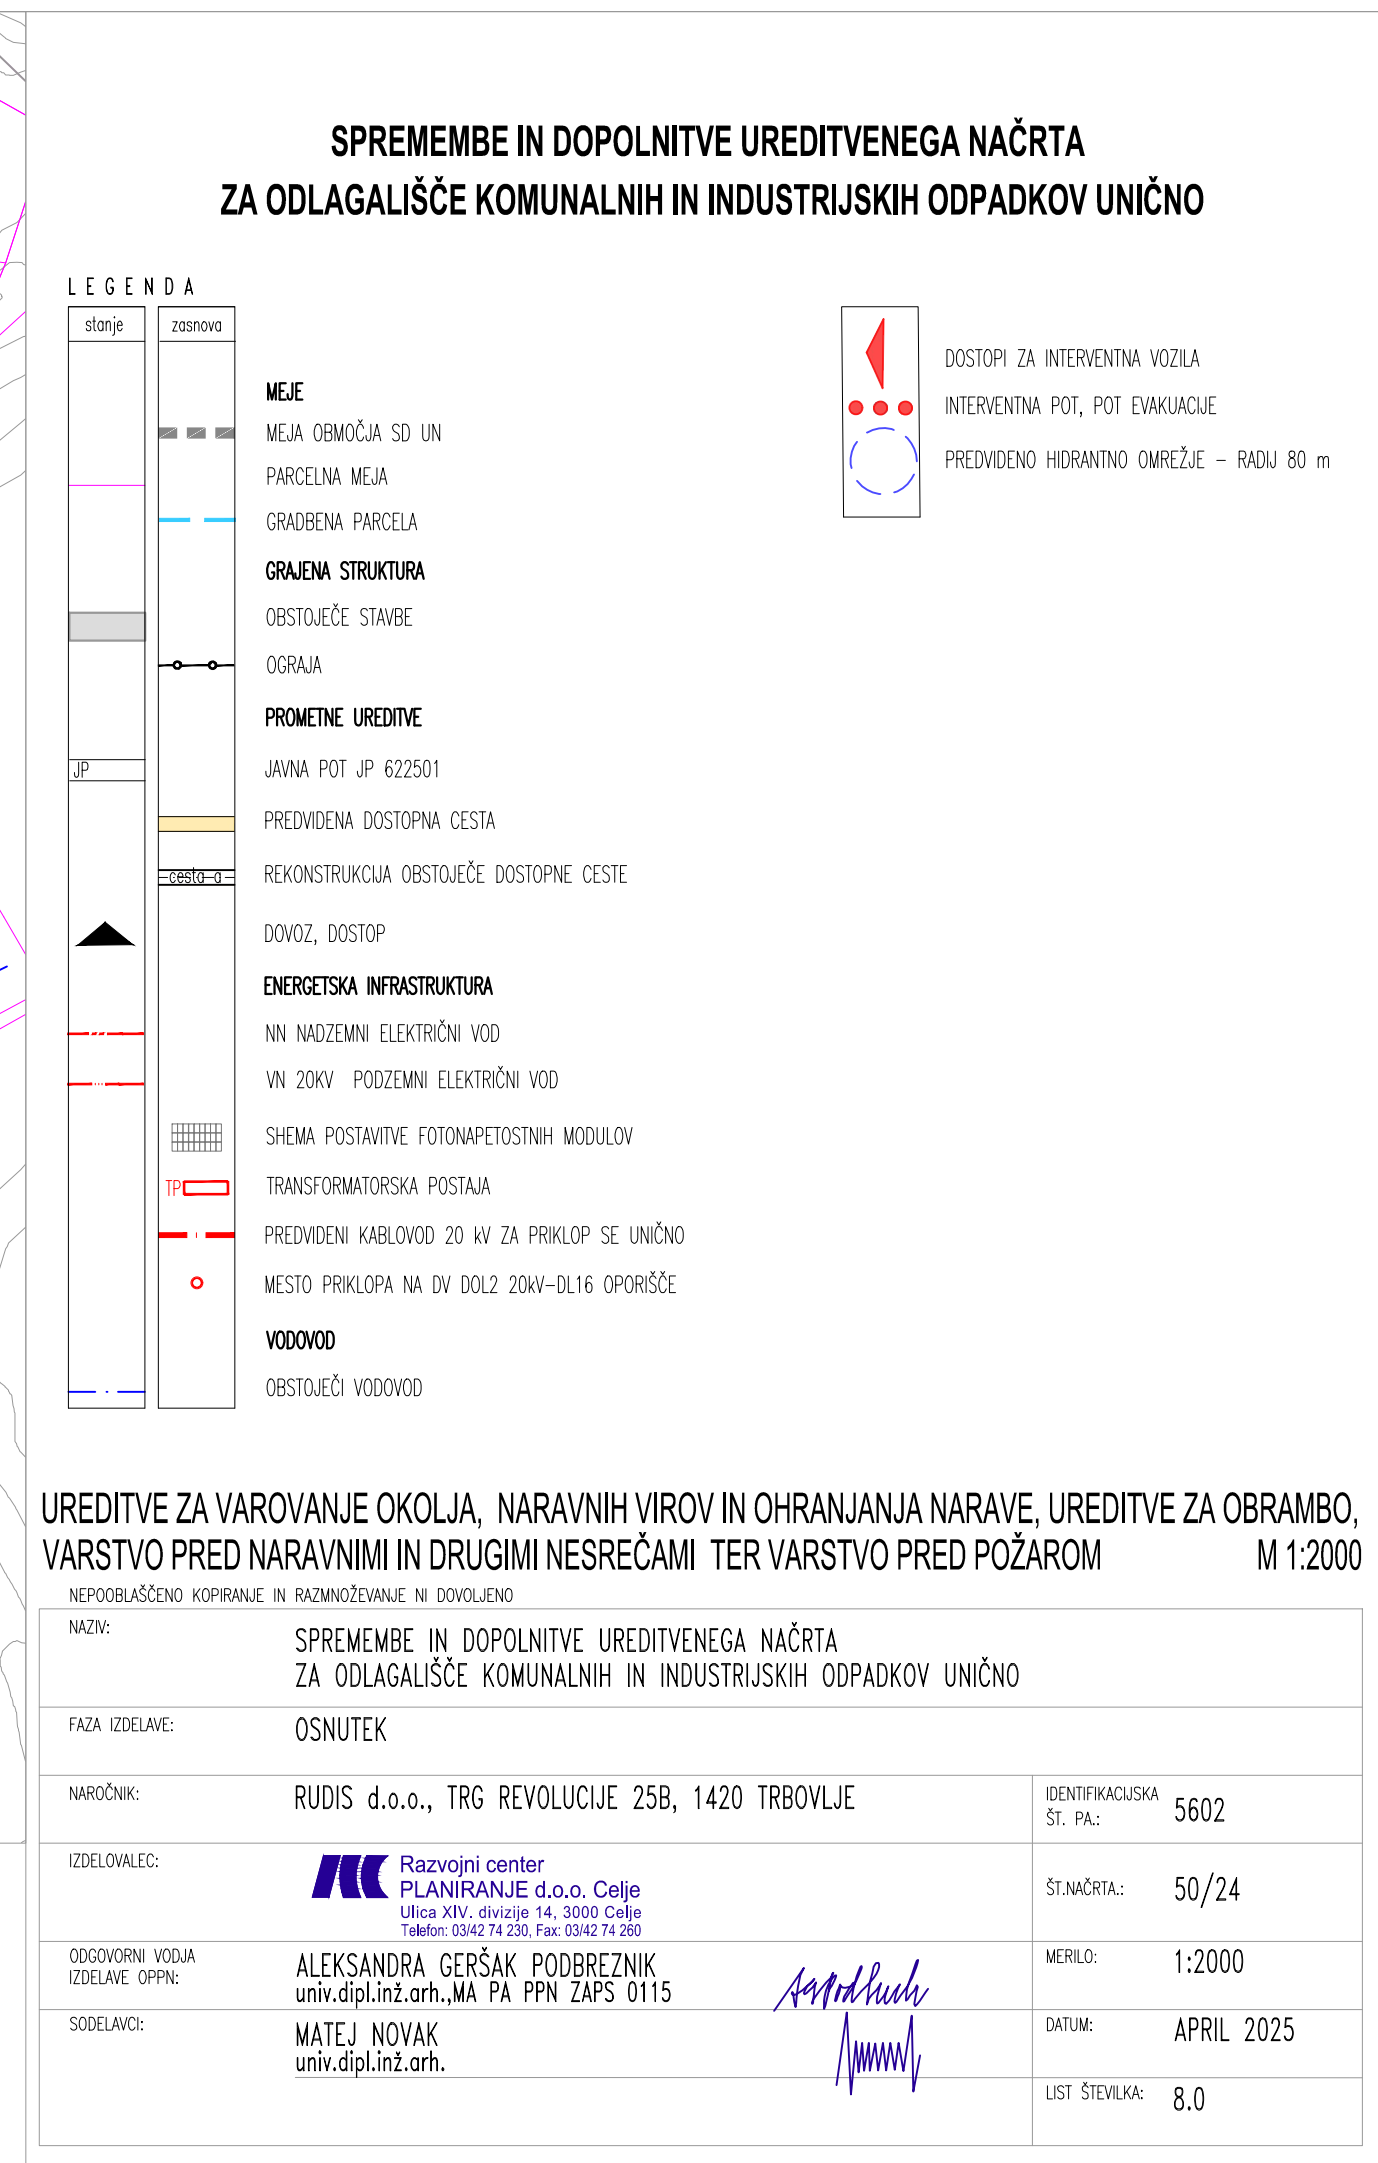 SPREMEMBE IN DOPOLNITVE UREDITVENEGA NAČRTA
ZA ODLAGALIŠČE KOMUNALNIH IN INDUSTRIJSKIH ODPADKOV UNIČNO
LEGENDA
stanje zasnova
MEJE
MEJA OBMOČJA SD UN
PARCELNA MEJA
GRADBENA PARCELA
GRAJENA STRUKTURA
OBSTOJEČE STAVBE
OGRAJA
PROMETNE UREDITVE
JP JAVNA POT JP 622501
PREDVIDENA DOSTOPNA CESTA
cesta a REKONSTRUKCIJA OBSTOJEČE DOSTOPNE CESTE
DOVOZ, DOSTOP
ENERGETSKA INFRASTRUKTURA
NN NADZEMNI ELEKTRIČNI VOD
VN 20KV PODZEMNI ELEKTRIČNI VOD
SHEMA POSTAVITVE FOTONAPETOSTNIH MODULOV
TP TRANSFORMATORSKA POSTAJA
PREDVIDENI KABLOVOD 20 kV ZA PRIKLOP SE UNIČNO
MESTO PRIKLOPA NA DV DOL2 20kV-DL16 OPORIŠČE
VODOVOD
OBSTOJEČI VODOVOD
DOSTOPI ZA INTERVENTNA VOZILA
INTERVENTNA POT, POT EVAKUACIJE
PREDVIDENO HIDRANTNO OMREŽJE – RADIJ 80 m
UREDITVE ZA VAROVANJE OKOLJA, NARAVNIH VIROV IN OHRANJANJA NARAVE, UREDITVE ZA OBRAMBO,
VARSTVO PRED NARAVNIMI IN DRUGIMI NESREČAMI TER VARSTVO PRED POŽAROM M 1:2000
NEPOOBLAŠČENO KOPIRANJE IN RAZMNOŽEVANJE NI DOVOLJENO
NAZIV:
SPREMEMBE IN DOPOLNITVE UREDITVENEGA NAČRTA
ZA ODLAGALIŠČE KOMUNALNIH IN INDUSTRIJSKIH ODPADKOV UNIČNO
FAZA IZDELAVE: OSNUTEK
NAROČNIK: RUDIS d.o.o., TRG REVOLUCIJE 25B, 1420 TRBOVLJE
IDENTIFIKACIJSKA
ŠT. PA.: 5602
IZDELOVALEC:
Razvojni center
PLANIRANJE d.o.o. Celje
Ulica XIV. divizije 14, 3000 Celje
Telefon: 03/42 74 230, Fax: 03/42 74 260
ŠT.NAČRTA.: 50/24
ODGOVORNI VODJA
IZDELAVE OPPN:
ALEKSANDRA GERŠAK PODBREZNIK
univ.dipl.inž.arh.,MA PA PPN ZAPS 0115
MERILO: 1:2000
SODELAVCI:
MATEJ NOVAK
univ.dipl.inž.arh.
DATUM: APRIL 2025
LIST ŠTEVILKA: 8.0